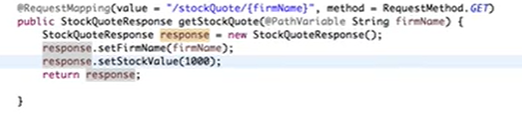 @RequestMapping(value = "/stockQuote/{firmName}", method = RequestMethod.GET)
public StockQuoteResponse getStockQuote(@PathVariable String firmName) {
StockQuoteResponse response = new StockQuoteResponse();
response.setFirmName(firmName);
response.setStockValue(1000);
return response;
}